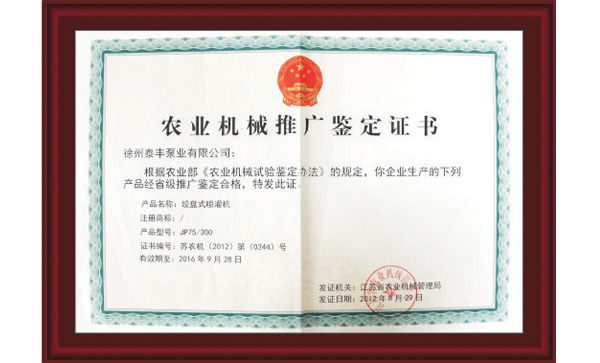 农业机械推广鉴定证书
徐州泰丰泵业有限公司：
根据农业部《农业机械试验鉴定办法》的规定，你企业生产的下列
产品经省级推广鉴定合格，特发此证。
产品名称：绞盘式喷灌机
注册商标：/
产品型号：JP75/300
证书编号：苏农机（2012）第（0244）号
有效期至：2016年9月28日
发证机关：江苏省农业机械管理局
发证日期：2012年9月29日